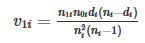 v_{1i} = \frac{n_{1i} n_{0i} d_i (n_i - d_i)}{n_i^2 (n_i - 1)}